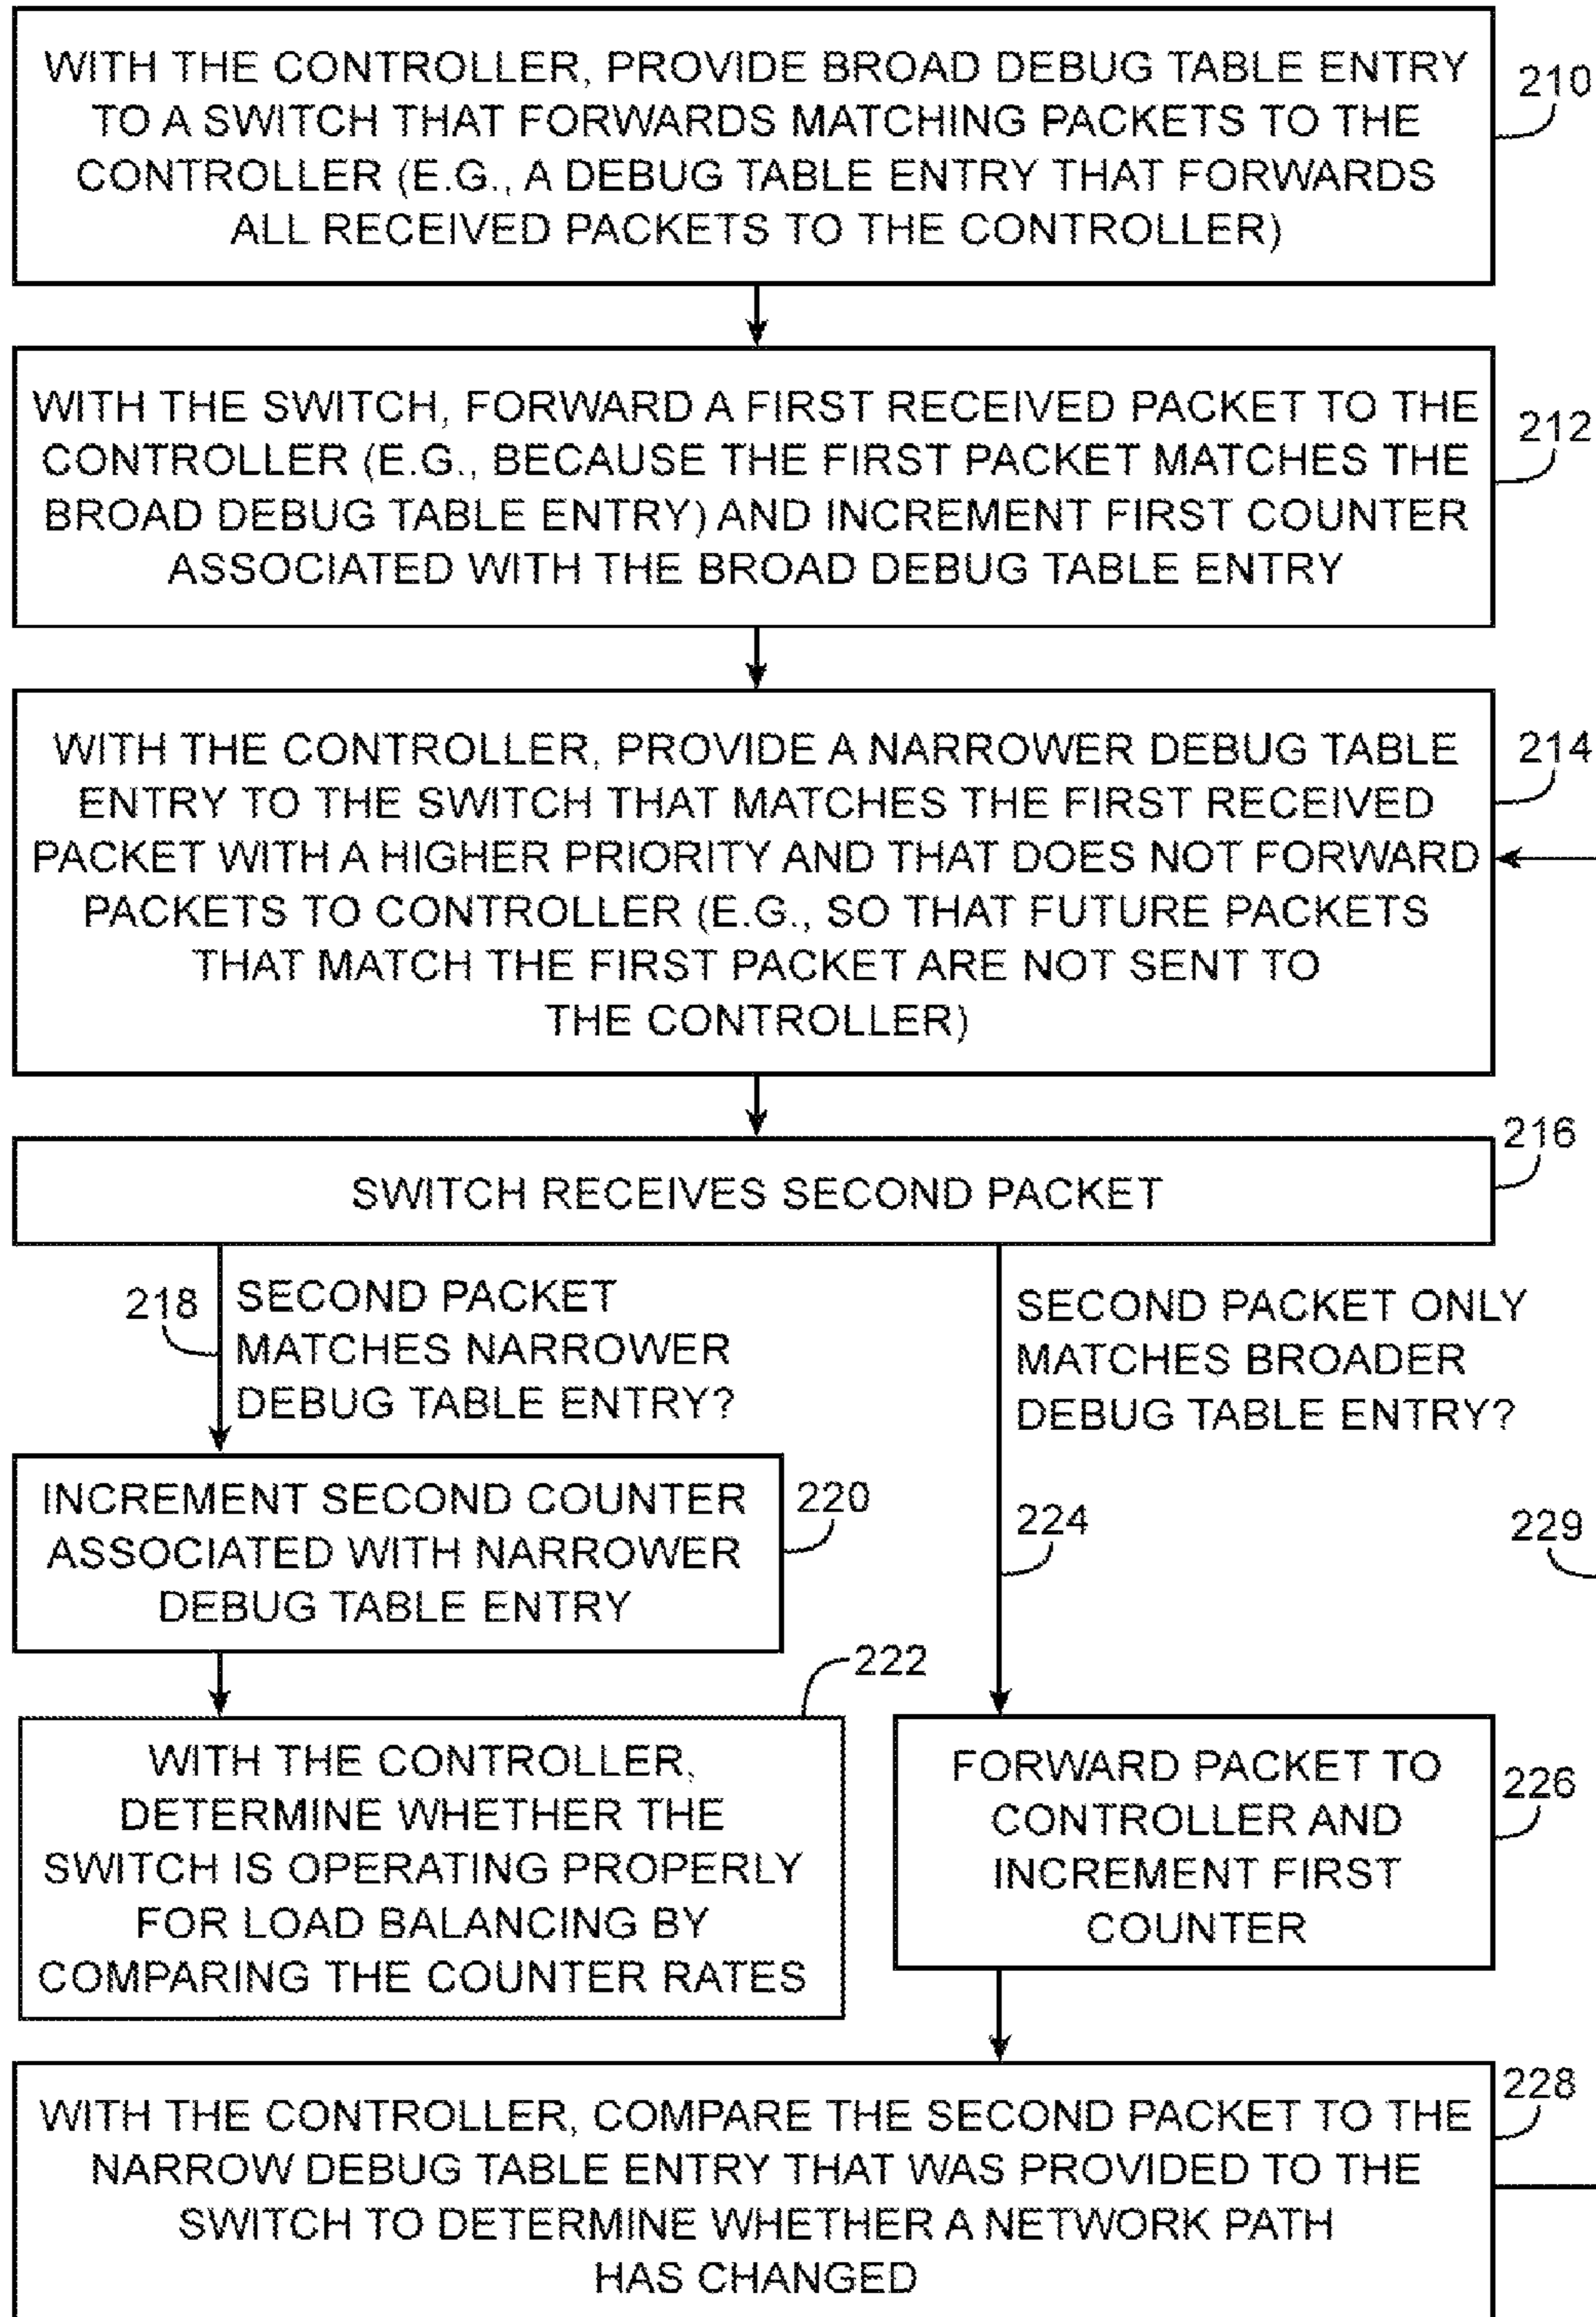 WITH THE CONTROLLER, PROVIDE BROAD DEBUG TABLE ENTRY
TO A SWITCH THAT FORWARDS MATCHING PACKETS TO THE
CONTROLLER (E.G., A DEBUG TABLE ENTRY THAT FORWARDS
ALL RECEIVED PACKETS TO THE CONTROLLER)
210
WITH THE SWITCH, FORWARD A FIRST RECEIVED PACKET TO THE
CONTROLLER (E.G., BECAUSE THE FIRST PACKET MATCHES THE
BROAD DEBUG TABLE ENTRY) AND INCREMENT FIRST COUNTER
ASSOCIATED WITH THE BROAD DEBUG TABLE ENTRY
212
WITH THE CONTROLLER, PROVIDE A NARROWER DEBUG TABLE
ENTRY TO THE SWITCH THAT MATCHES THE FIRST RECEIVED
PACKET WITH A HIGHER PRIORITY AND THAT DOES NOT FORWARD
PACKETS TO CONTROLLER (E.G., SO THAT FUTURE PACKETS
THAT MATCH THE FIRST PACKET ARE NOT SENT TO
THE CONTROLLER)
214
SWITCH RECEIVES SECOND PACKET
216
218
SECOND PACKET
MATCHES NARROWER
DEBUG TABLE ENTRY?
SECOND PACKET ONLY
MATCHES BROADER
DEBUG TABLE ENTRY?
INCREMENT SECOND COUNTER
ASSOCIATED WITH NARROWER
DEBUG TABLE ENTRY
220
224
229
222
WITH THE CONTROLLER,
DETERMINE WHETHER THE
SWITCH IS OPERATING PROPERLY
FOR LOAD BALANCING BY
COMPARING THE COUNTER RATES
FORWARD PACKET TO
CONTROLLER AND
INCREMENT FIRST
COUNTER
226
WITH THE CONTROLLER, COMPARE THE SECOND PACKET TO THE
NARROW DEBUG TABLE ENTRY THAT WAS PROVIDED TO THE
SWITCH TO DETERMINE WHETHER A NETWORK PATH
HAS CHANGED
228